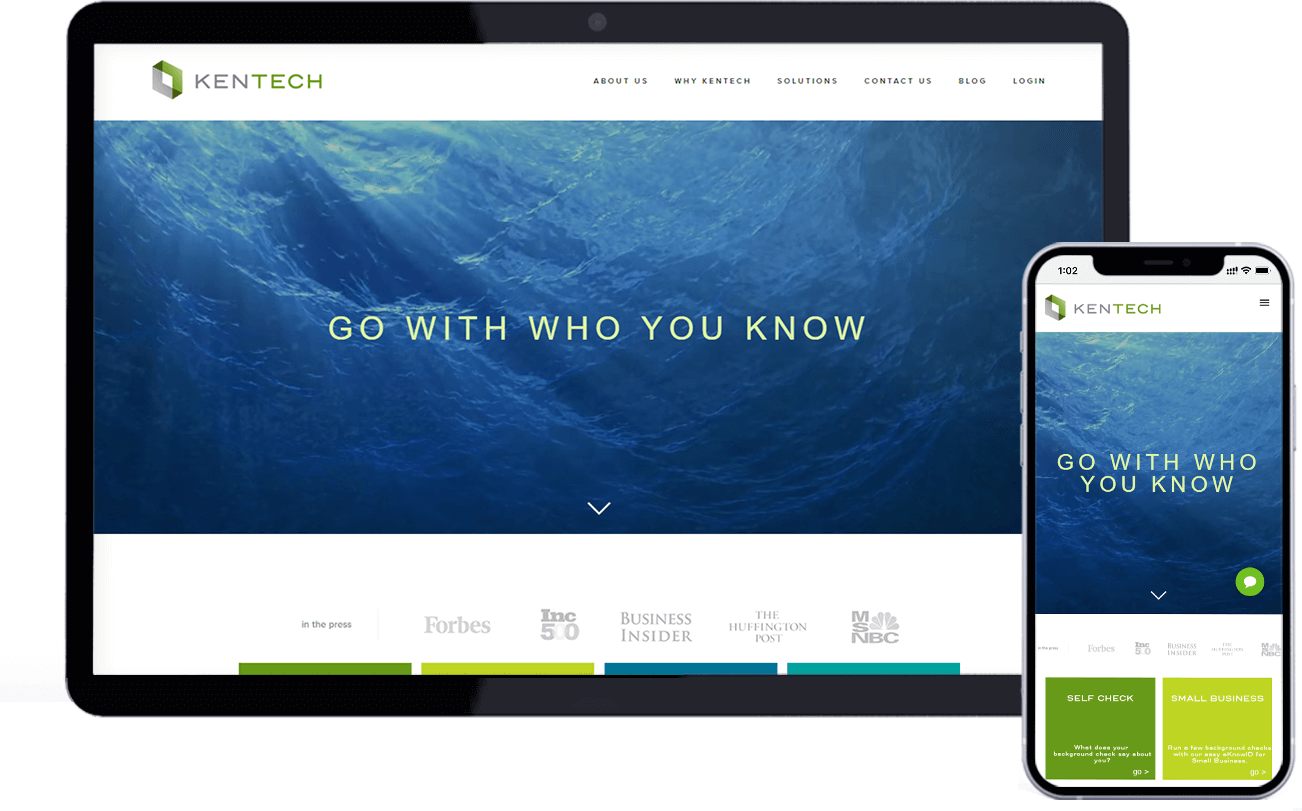 KENTECH
ABOUT US WHY KENTECH SOLUTIONS CONTACT US BLOG LOGIN
GO WITH WHO YOU KNOW
in the press
Forbes
Inc
500
BUSINESS
INSIDER
THE
HUFFINGTON
POST
MSNBC
1:02
KENTECH
GO WITH WHO
YOU KNOW
in the press
Forbes
Inc
500
BUSINESS
INSIDER
THE
HUFFINGTON
POST
MSNBC
SELF CHECK
What does your
background check say about
you?
go >
SMALL BUSINESS
Run a few background checks
with our easy eKnowID for
Small Business.
go >